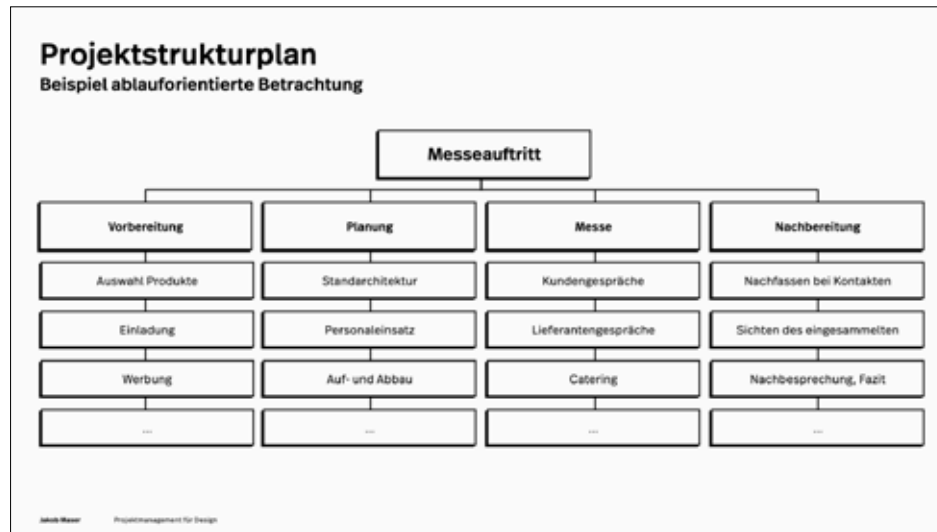 Projektstrukturplan
Beispiel ablauforientierte Betrachtung
Messeauftritt
Vorbereitung
Planung
Messe
Nachbereitung
Auswahl Produkte
Standarchitektur
Kundengespräche
Nachfassen bei Kontakten
Einladung
Personaleinsatz
Lieferantengespräche
Sichten des eingesammelten
Werbung
Auf- und Abbau
Catering
Nachbesprechung, Fazit
...
...
...
...
Jakob Maser
Projektmanagement für Design